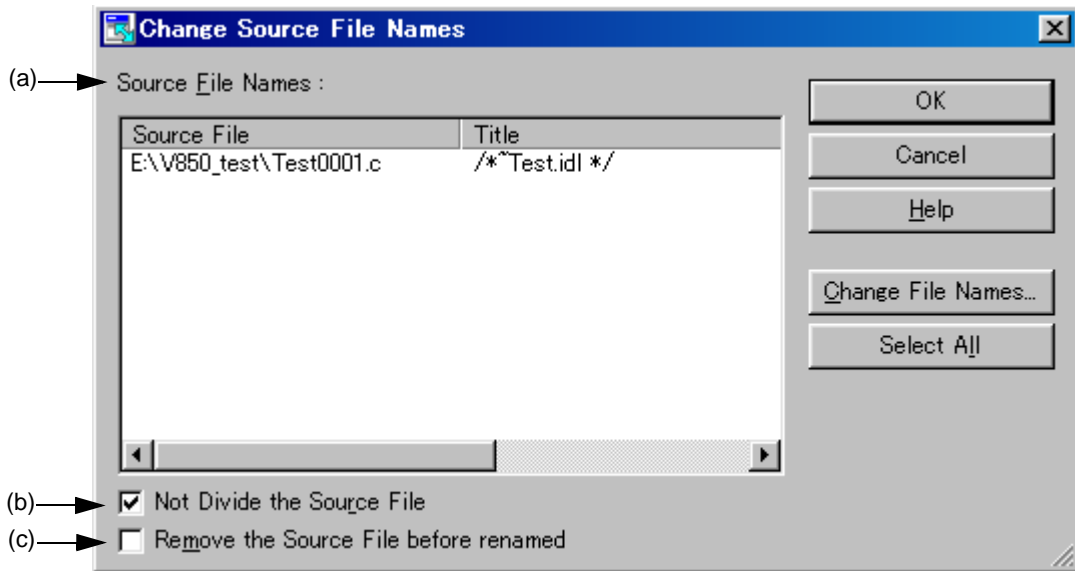 Change Source File Names
(a)
Source File Names :
OK
Source File Title
E:\V850_test\Test0001.c /*~Test.idl */
Cancel
Help
Change File Names...
Select All
(b)
Not Divide the Source File
(c)
Remove the Source File before renamed